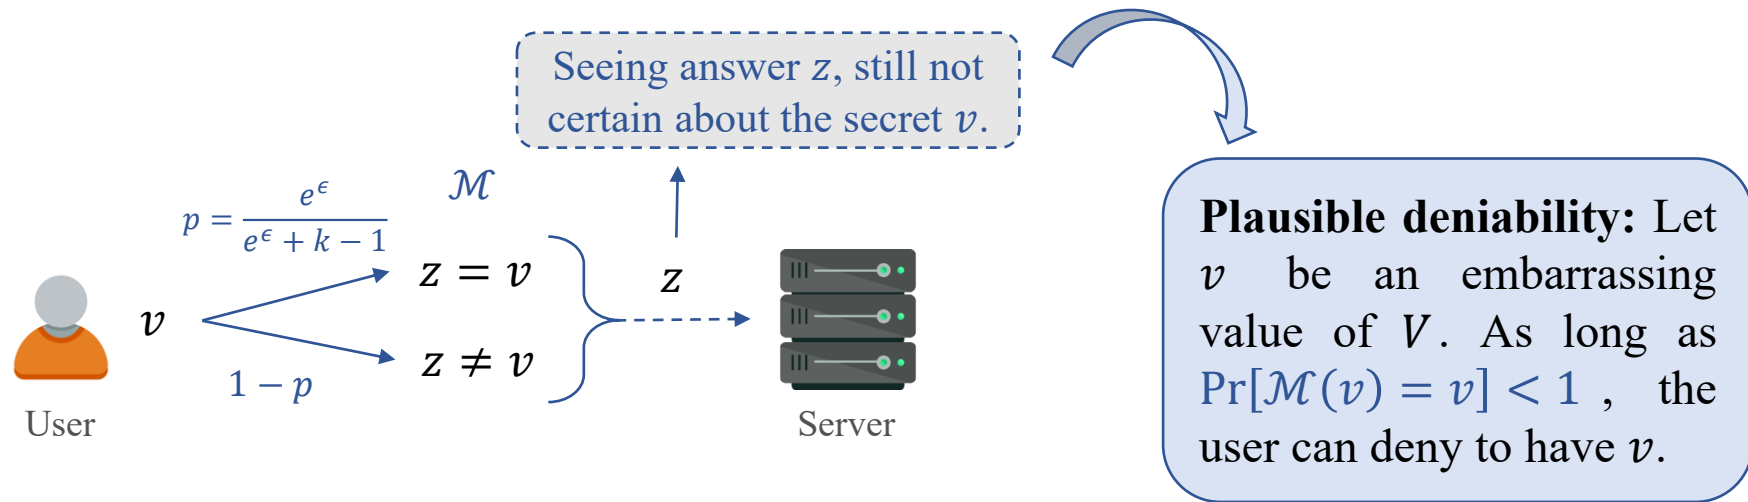 Seeing answer z, still not
certain about the secret v.
p = e^ϵ / (e^ϵ + k − 1)
ℳ
z = v
v
z ≠ v
1 − p
z
User
Server
Plausible deniability: Let
v be an embarrassing
value of V. As long as
Pr[ℳ(v) = v] < 1 , the
user can deny to have v.